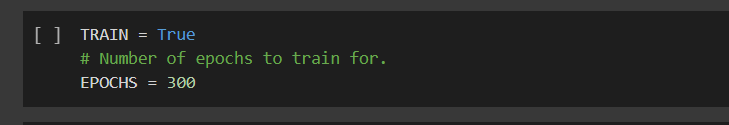 [ ] TRAIN = True
# Number of epochs to train for.
EPOCHS = 300